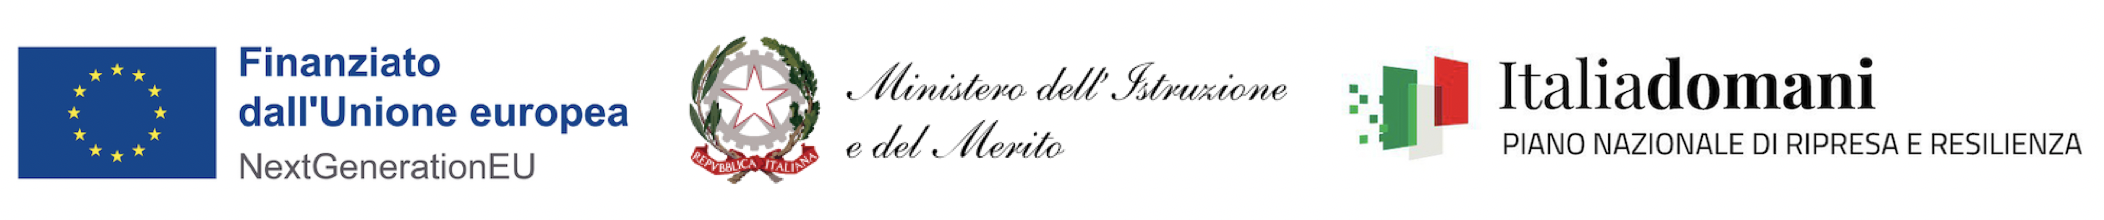 Finanziato
dall'Unione europea
NextGenerationEU
REPVBBLICA ITALIANA
Ministero dell'Istruzione
e del Merito
Italiadomani
PIANO NAZIONALE DI RIPRESA E RESILIENZA